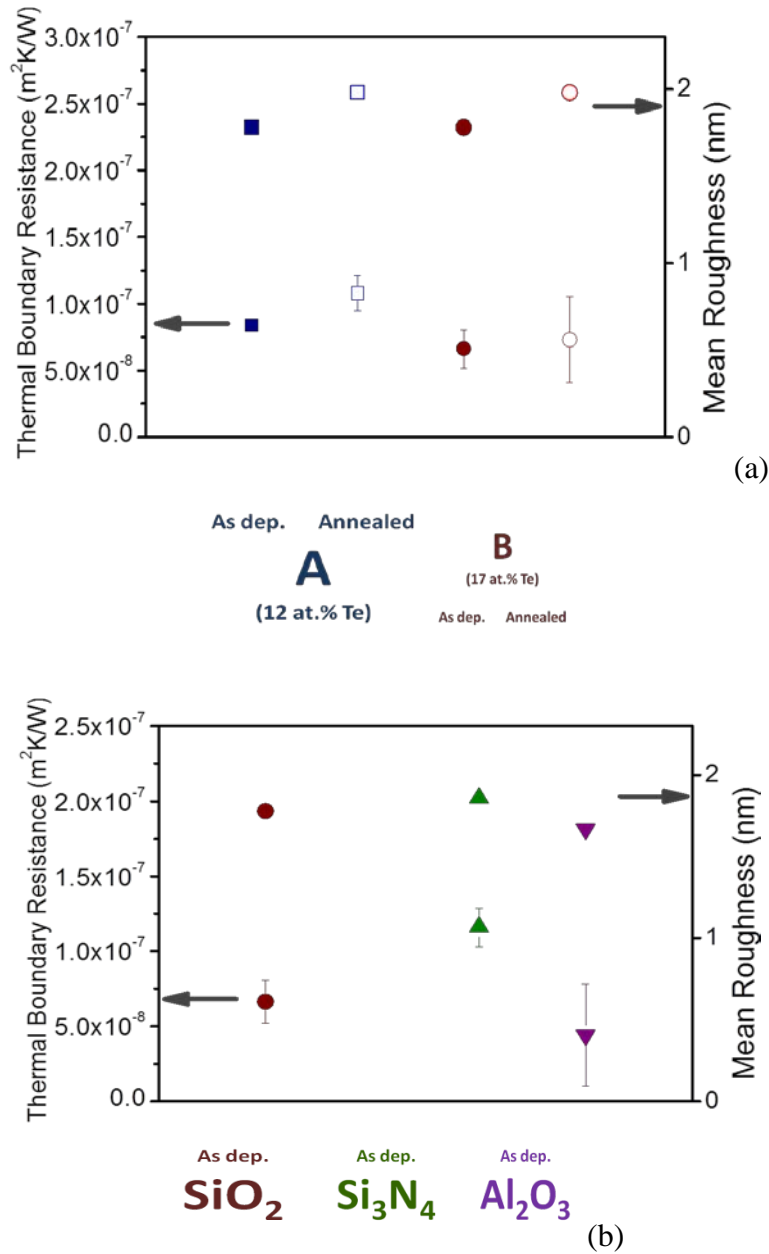 3.0x10⁻⁷
2.5x10⁻⁷
2.0x10⁻⁷
1.5x10⁻⁷
1.0x10⁻⁷
5.0x10⁻⁸
0.0
Thermal Boundary Resistance (m²K/W)
2
1
0
Mean Roughness (nm)
(a)
As dep. Annealed
A
(12 at.% Te)
B
(17 at.% Te)
As dep. Annealed
2.5x10⁻⁷
2.0x10⁻⁷
1.5x10⁻⁷
1.0x10⁻⁷
5.0x10⁻⁸
0.0
Thermal Boundary Resistance (m²K/W)
2
1
0
Mean Roughness (nm)
As dep. As dep. As dep.
SiO₂ Si₃N₄ Al₂O₃
(b)